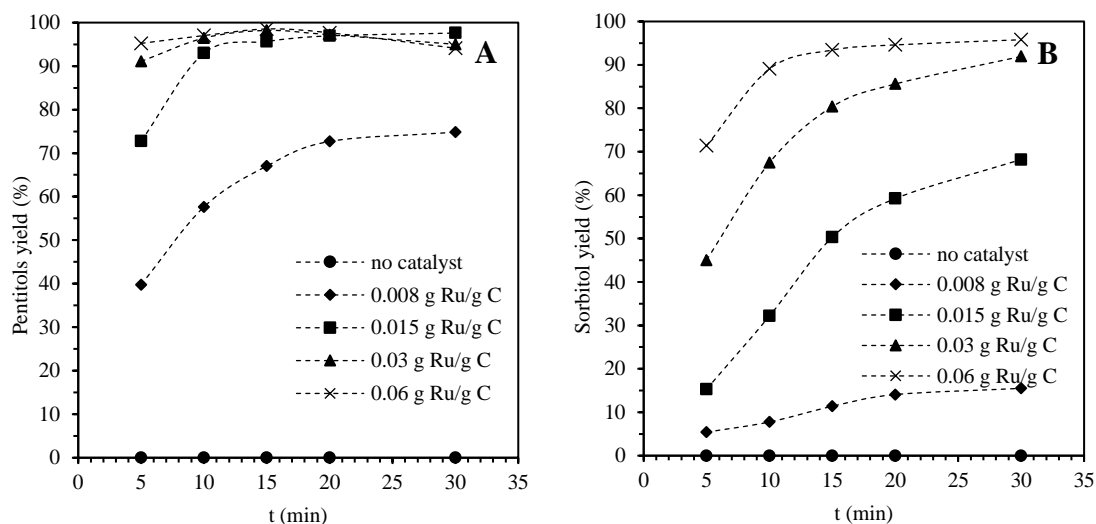 A
Pentitols yield (%)
100
90
80
70
60
50
40
30
20
10
0
no catalyst
0.008 g Ru/g C
0.015 g Ru/g C
0.03 g Ru/g C
0.06 g Ru/g C
0 5 10 15 20 25 30 35
t (min)
B
Sorbitol yield (%)
100
90
80
70
60
50
40
30
20
10
0
no catalyst
0.008 g Ru/g C
0.015 g Ru/g C
0.03 g Ru/g C
0.06 g Ru/g C
0 5 10 15 20 25 30 35
t (min)